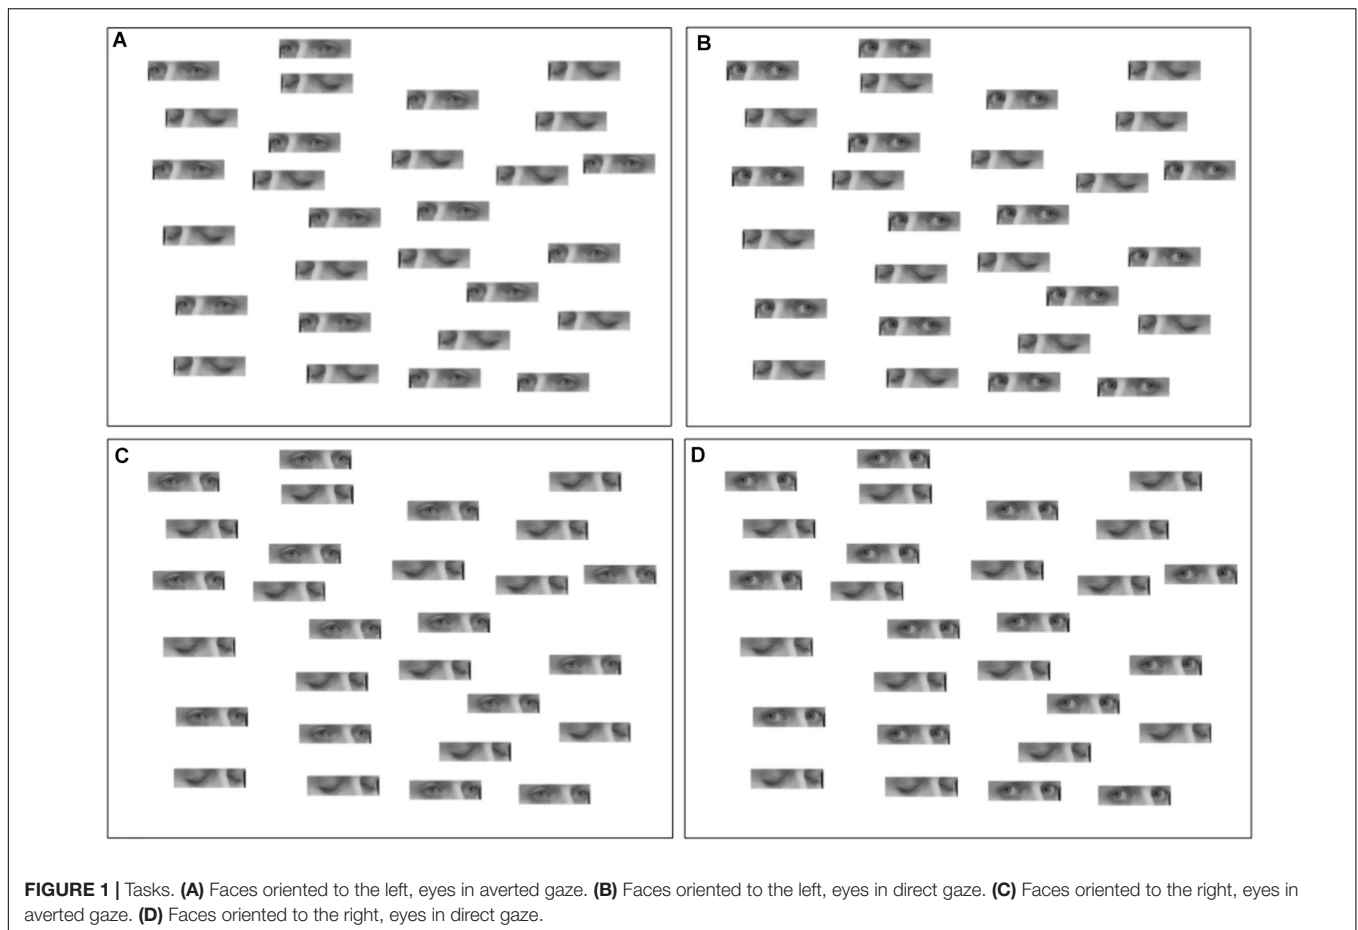 A
B
C
D
FIGURE 1 | Tasks. (A) Faces oriented to the left, eyes in averted gaze. (B) Faces oriented to the left, eyes in direct gaze. (C) Faces oriented to the right, eyes in
averted gaze. (D) Faces oriented to the right, eyes in direct gaze.